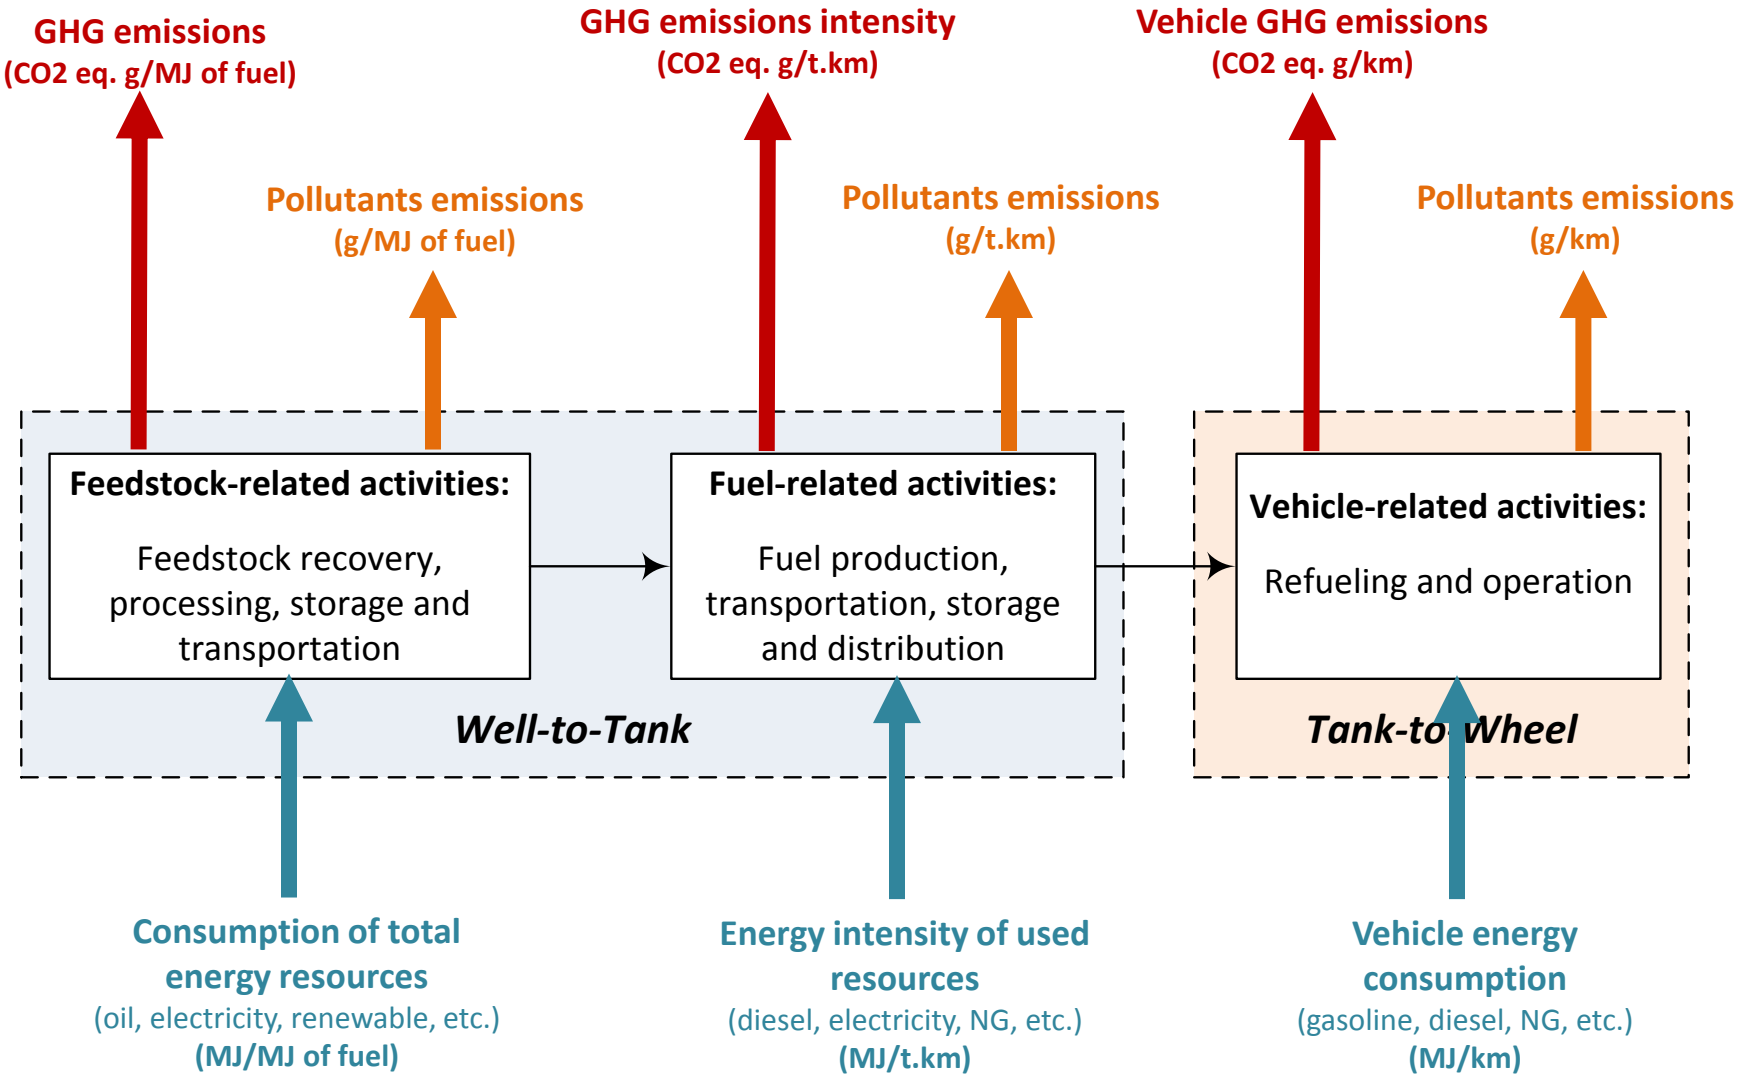 GHG emissions
(CO2 eq. g/MJ of fuel)
GHG emissions intensity
(CO2 eq. g/t.km)
Vehicle GHG emissions
(CO2 eq. g/km)
Pollutants emissions
(g/MJ of fuel)
Pollutants emissions
(g/t.km)
Pollutants emissions
(g/km)
Feedstock-related activities:
Feedstock recovery,
processing, storage and
transportation
Fuel-related activities:
Fuel production,
transportation, storage
and distribution
Vehicle-related activities:
Refueling and operation
Well-to-Tank
Tank-to-Wheel
Consumption of total
energy resources
(oil, electricity, renewable, etc.)
(MJ/MJ of fuel)
Energy intensity of used
resources
(diesel, electricity, NG, etc.)
(MJ/t.km)
Vehicle energy
consumption
(gasoline, diesel, NG, etc.)
(MJ/km)